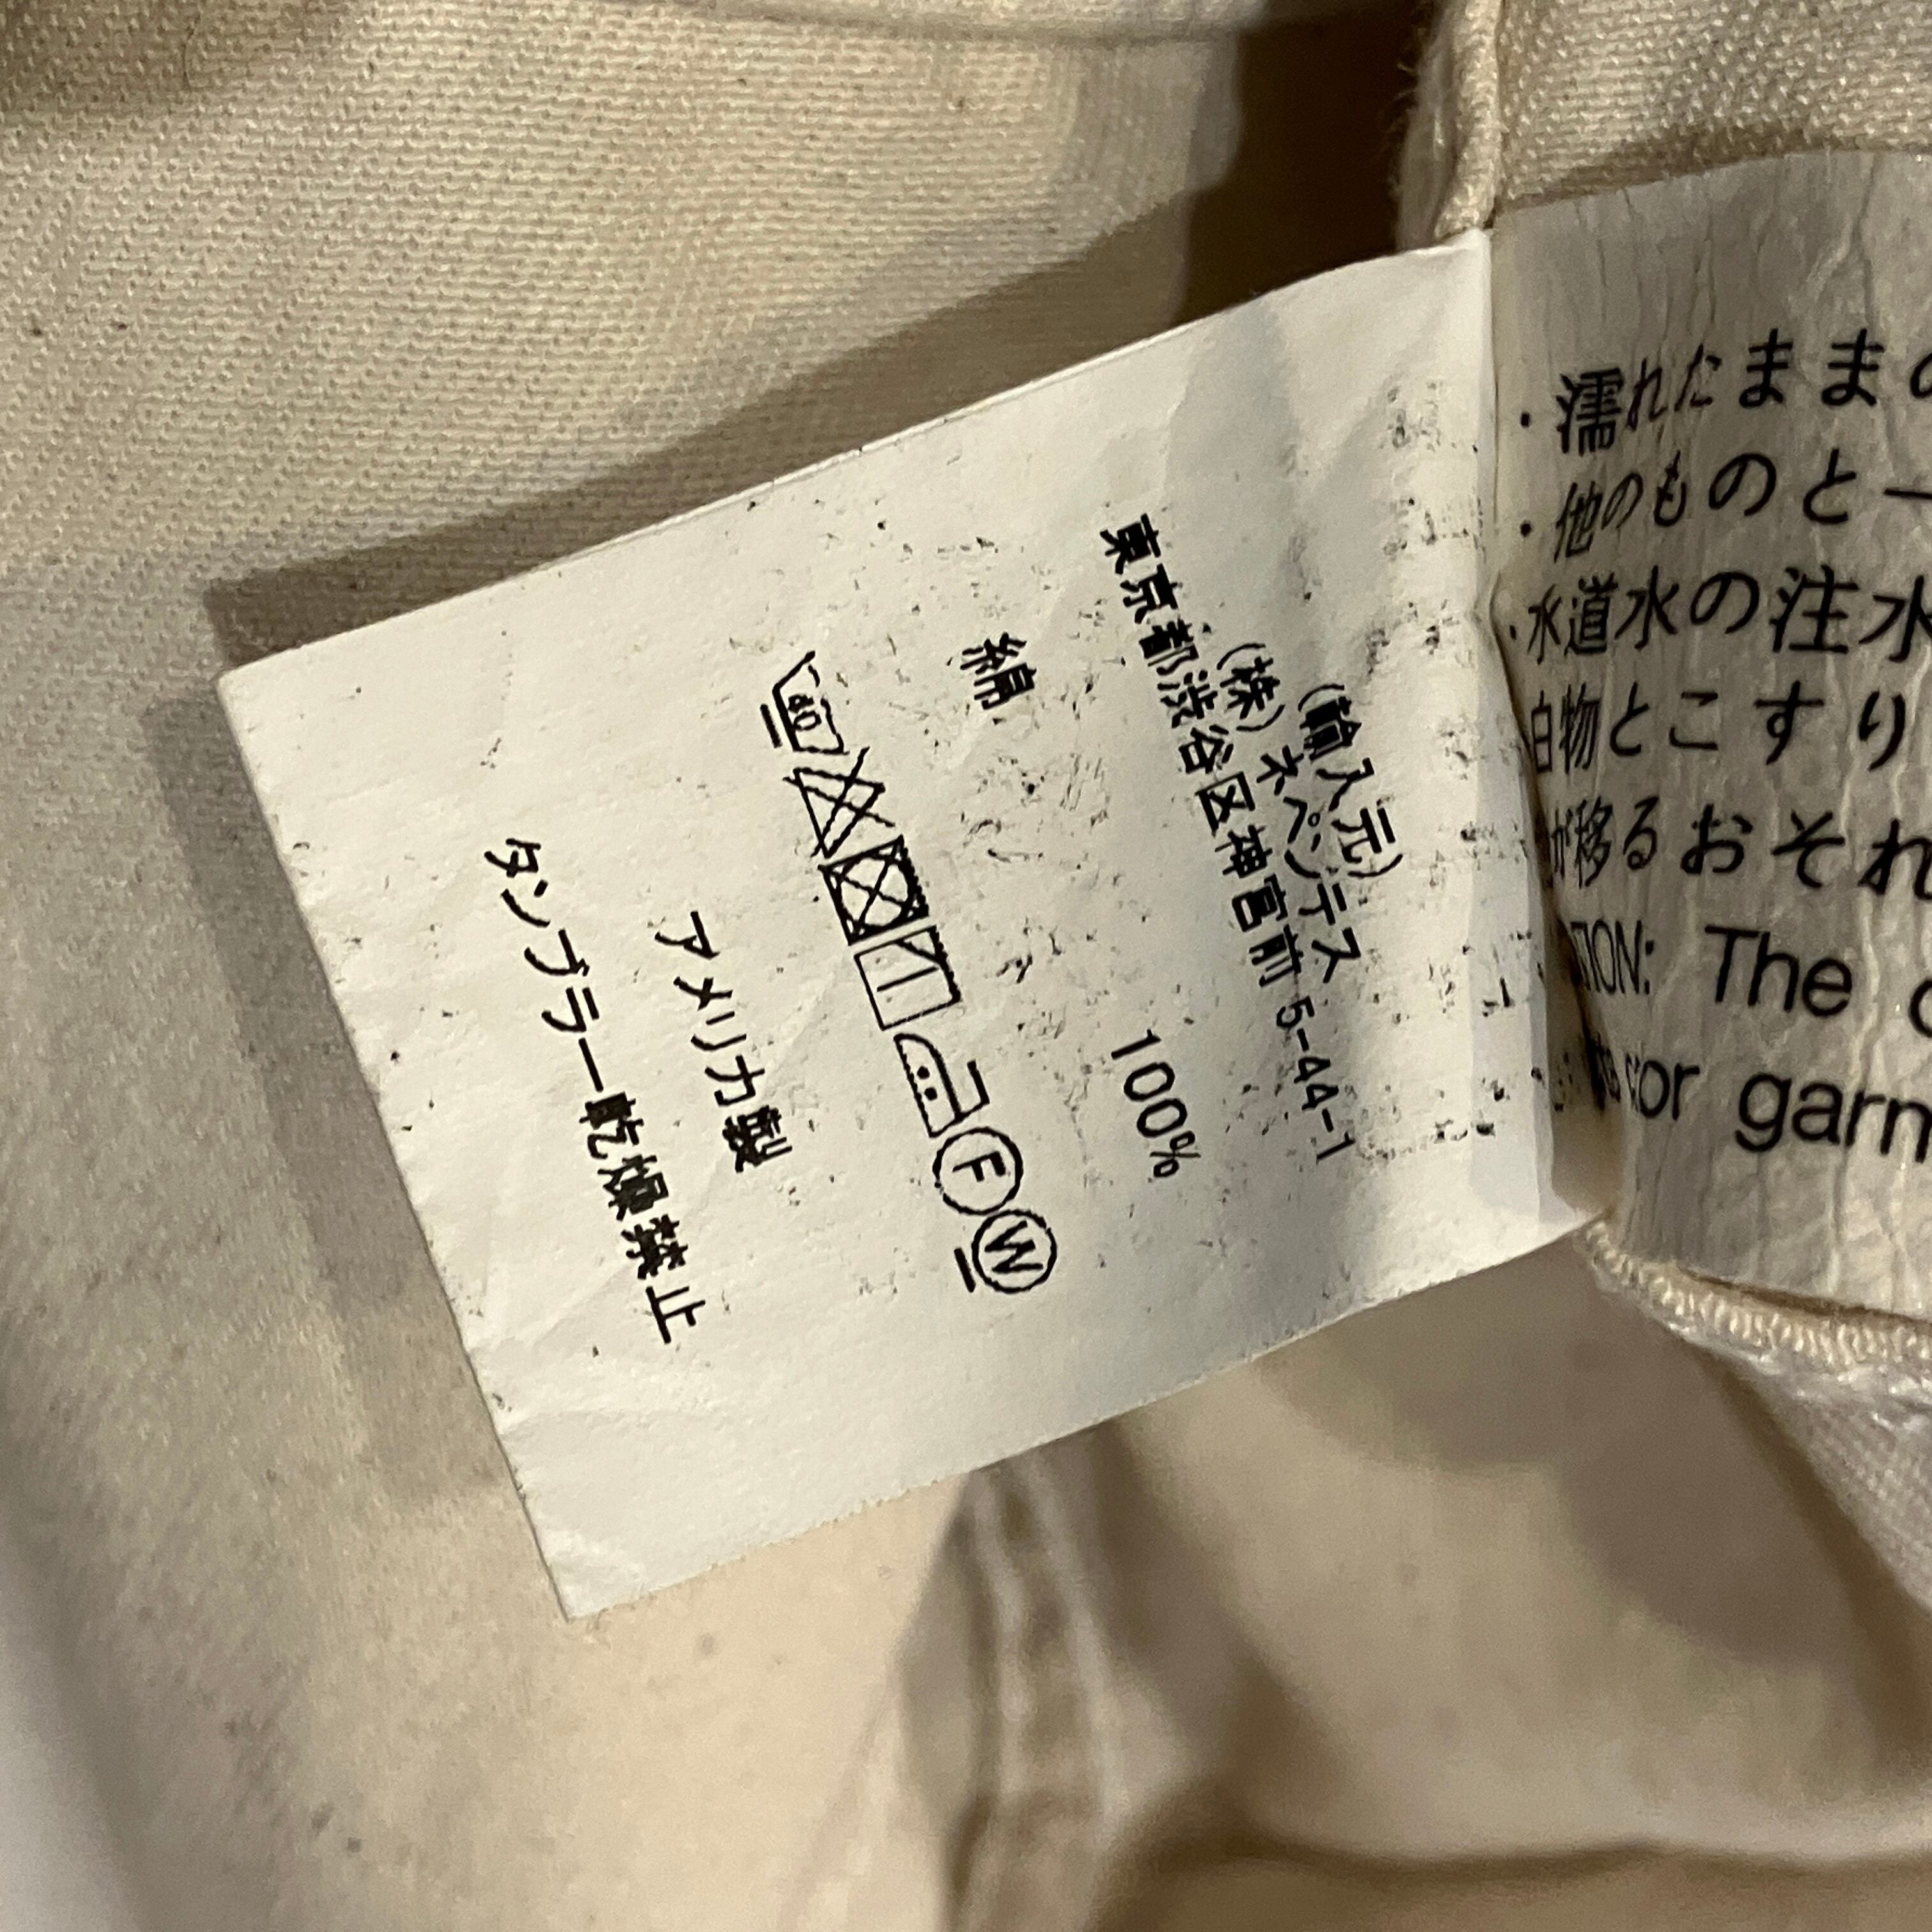 (輸入元)
(株)ネペンテス
東京都渋谷区神宮前 5-44-1
綿 100%
40
F W
アメリカ製
タンブラー乾燥禁止
・濡れたままの
・他のものとー
・水道水の注水
白物とこすり
が移るおそれ
TION: The
or garm